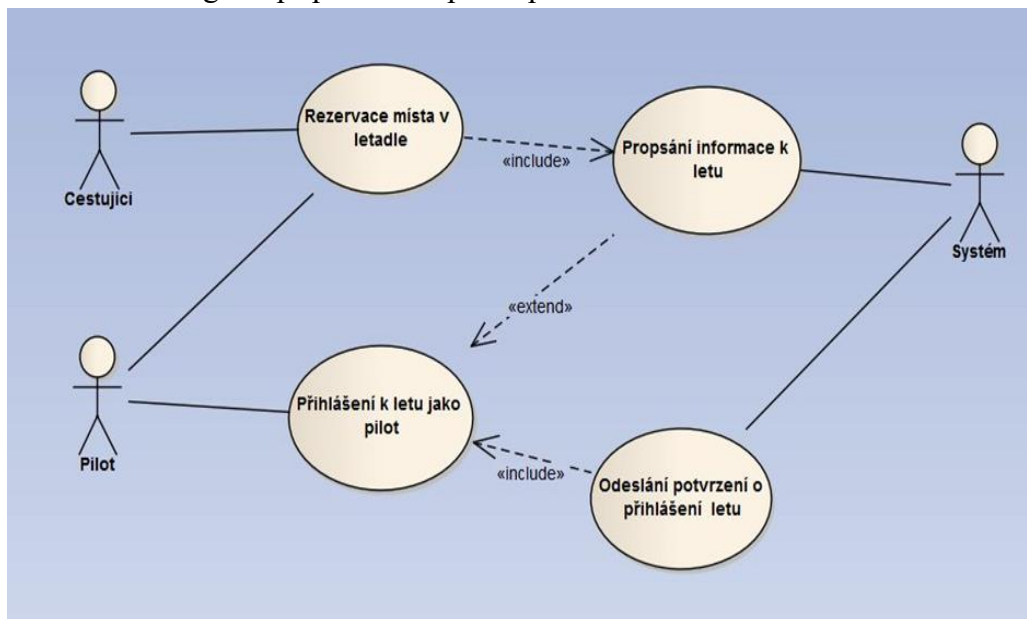 Rezervace místa v
letadle
«include»
Propsání informace k
letu
Cestujici
Systém
«extend»
Přihlášení k letu jako
pilot
Pilot
«include»
Odeslání potvrzení o
přihlášení letu